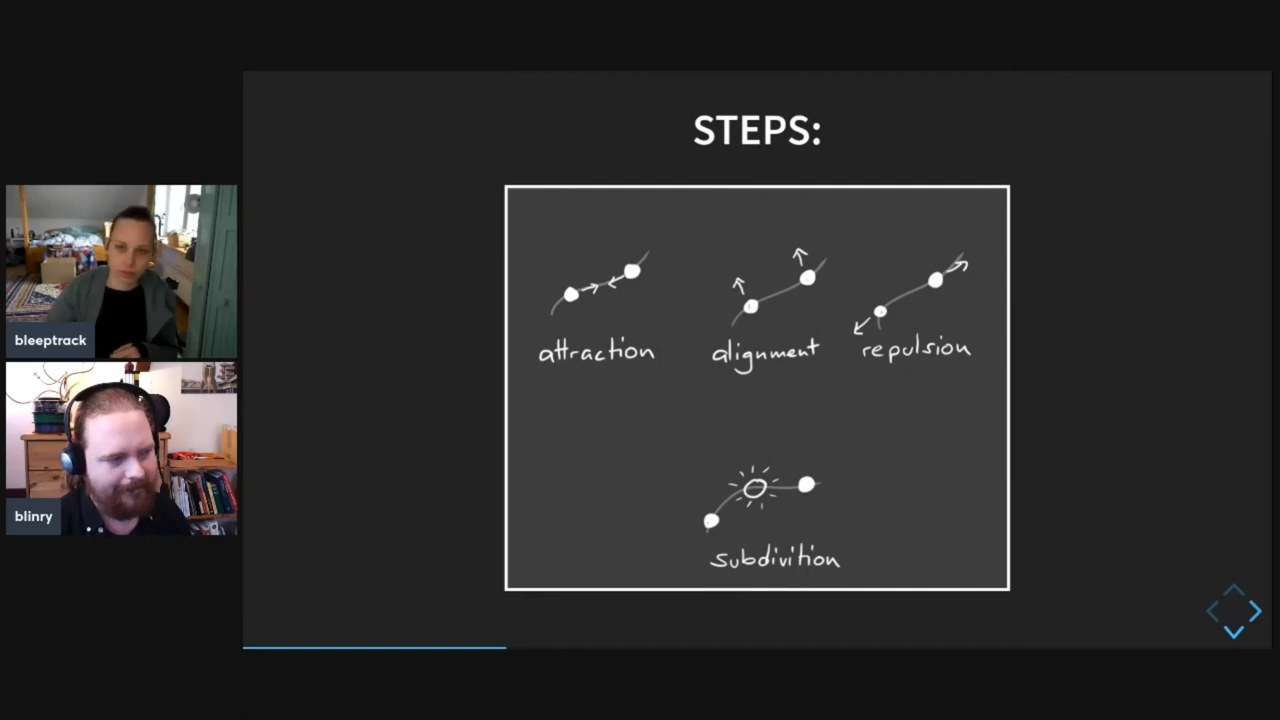 STEPS:
attraction alignment repulsion
subdivition
bleeptrack
blinry